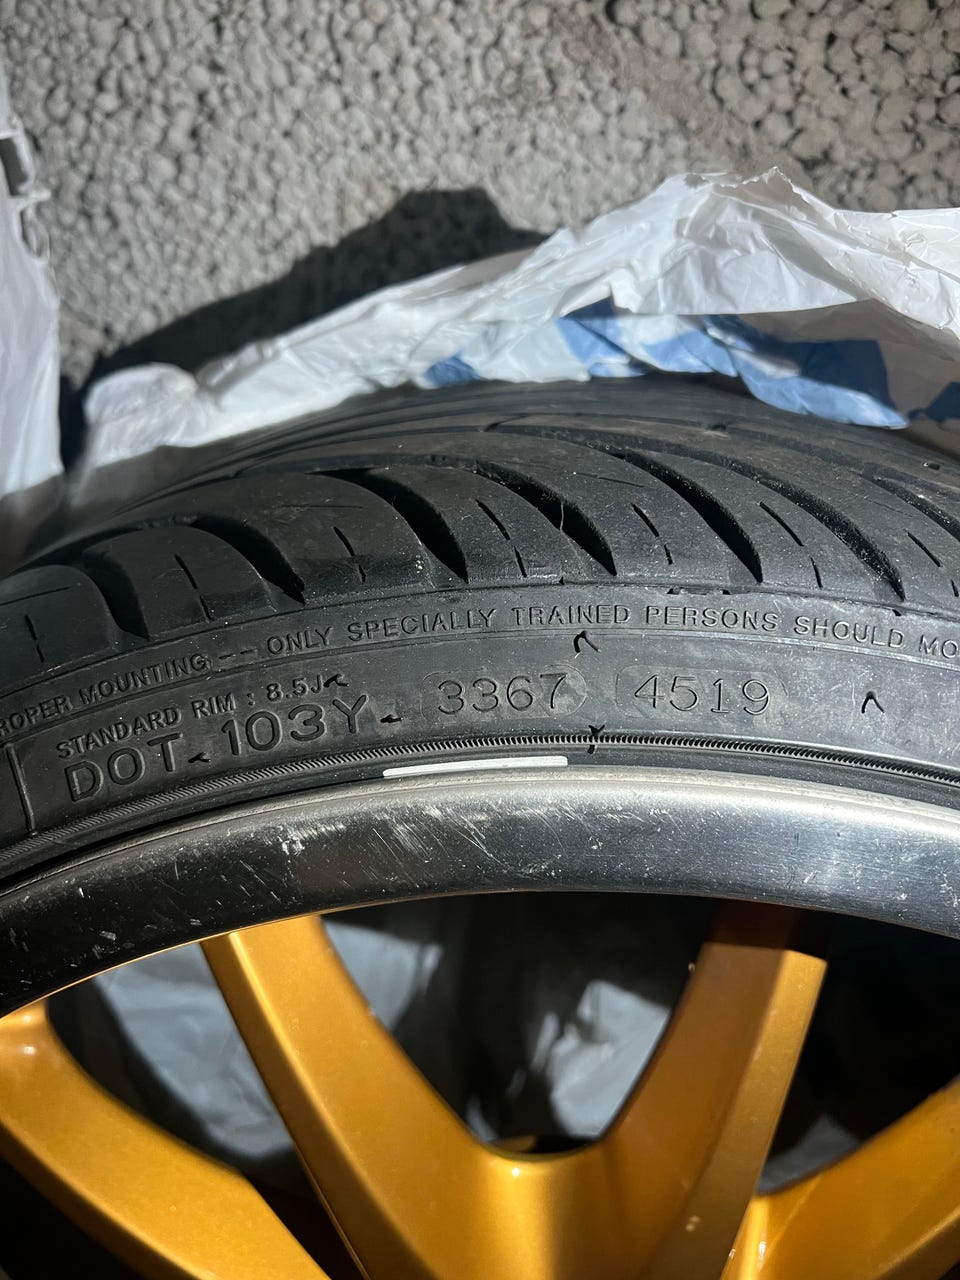 ROPER MOUNTING -- ONLY SPECIALLY TRAINED PERSONS SHOULD MO
STANDARD RIM : 8.5J
DOT 103Y 3367 4519